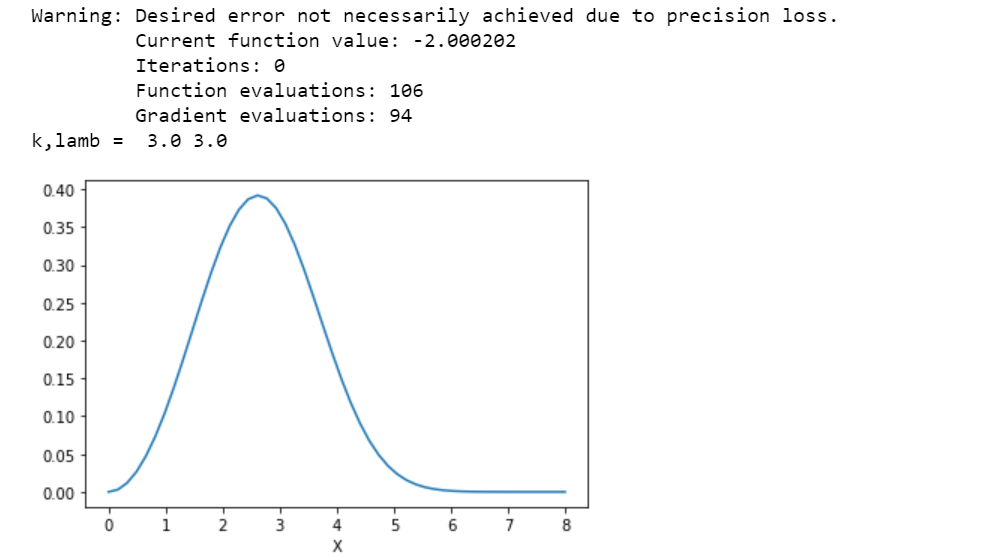 Warning: Desired error not necessarily achieved due to precision loss.
Current function value: -2.000202
Iterations: 0
Function evaluations: 106
Gradient evaluations: 94
k,lamb =  3.0 3.0
0.40
0.35
0.30
0.25
0.20
0.15
0.10
0.05
0.00
0 1 2 3 4 5 6 7 8
X